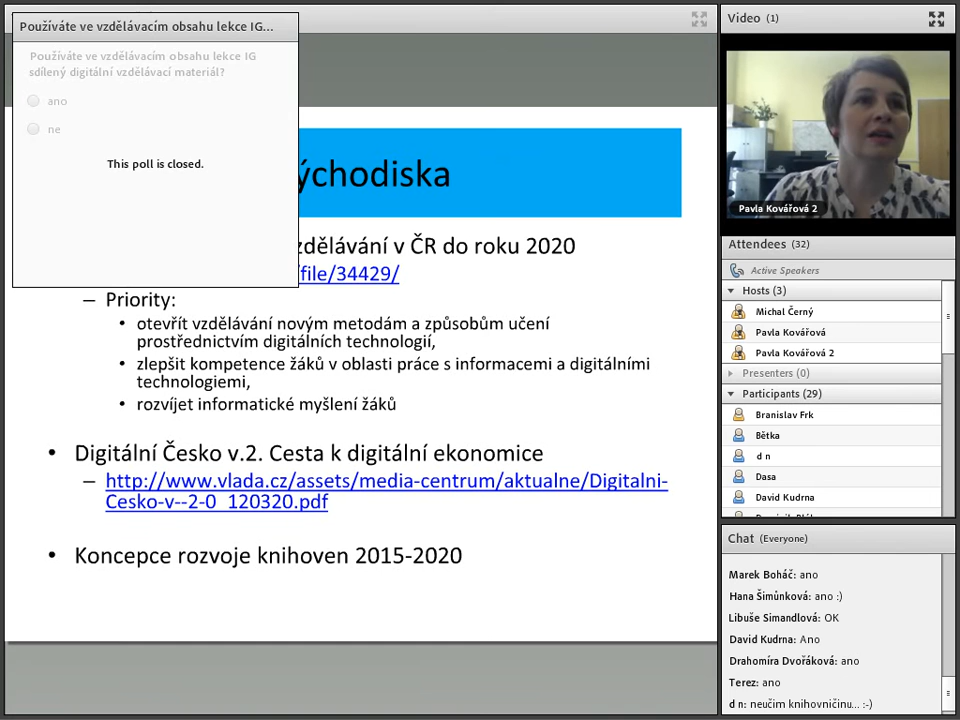 Používáte ve vzdělávacím obsahu lekce IG...
Používáte ve vzdělávacím obsahu lekce IG
sdílený digitální vzdělávací materiál?
ano
ne
This poll is closed.
ýchodiska
zdělávání v ČR do roku 2020
/file/34429/
– Priority:
• otevřít vzdělávání novým metodám a způsobům učení
prostřednictvím digitálních technologií,
• zlepšit kompetence žáků v oblasti práce s informacemi a digitálními
technologiemi,
• rozvíjet informatické myšlení žáků
• Digitální Česko v.2. Cesta k digitální ekonomice
– http://www.vlada.cz/assets/media-centrum/aktualne/Digitalni-
Cesko-v--2-0_120320.pdf
• Koncepce rozvoje knihoven 2015-2020
Video (1)
Pavla Kovářová 2
Attendees (32)
Active Speakers
Hosts (3)
Michal Černý
Pavla Kovářová
Pavla Kovářová 2
Presenters (0)
Participants (29)
Branislav Frk
Bětka
d n
Dasa
David Kudrna
Chat (Everyone)
Marek Boháč: ano
Hana Šimůnková: ano :)
Libuše Simandlová: OK
David Kudrna: Ano
Drahomíra Dvořáková: ano
Terez: ano
d n: neučim knihovničinu... :-)